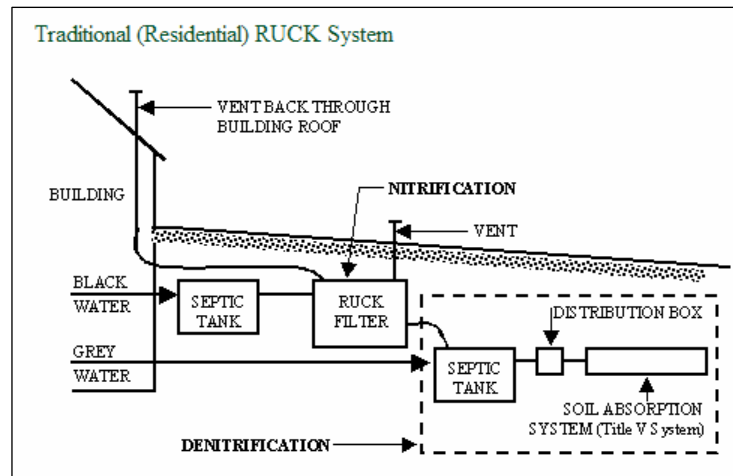 Traditional (Residential) RUCK System
VENT BACK THROUGH
BUILDING ROOF
BUILDING
NITRIFICATION
VENT
BLACK
WATER
SEPTIC
TANK
RUCK
FILTER
DISTRIBUTION BOX
GREY
WATER
SEPTIC
TANK
SOIL ABSORPTION
SYSTEM (Title V System)
DENITRIFICATION